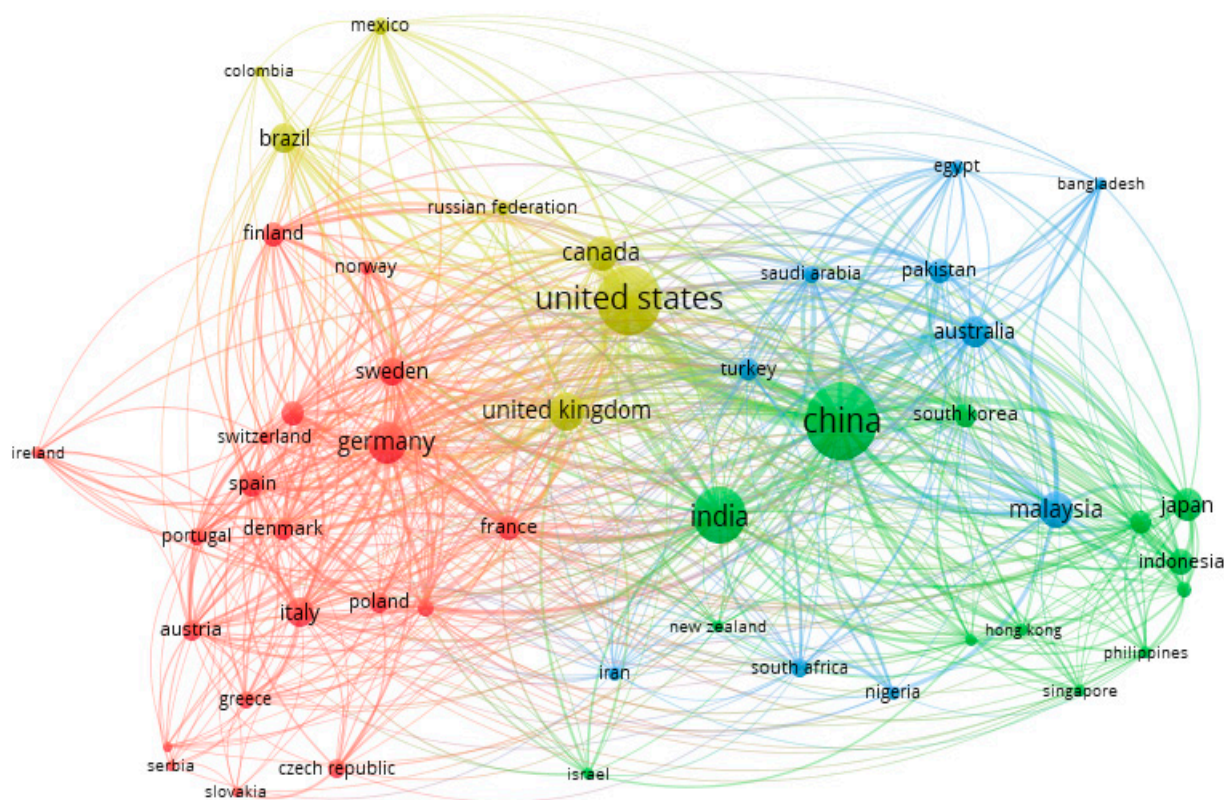 mexico
colombia
brazil
egypt
bangladesh
russian federation
finland
canada
norway
saudi arabia
pakistan
united states
australia
turkey
sweden
united kingdom
china
south korea
switzerland
germany
ireland
spain
india
malaysia
japan
portugal
denmark
france
indonesia
italy
poland
austria
new zealand
hong kong
philippines
iran
south africa
nigeria
singapore
greece
serbia
czech republic
israel
slovakia